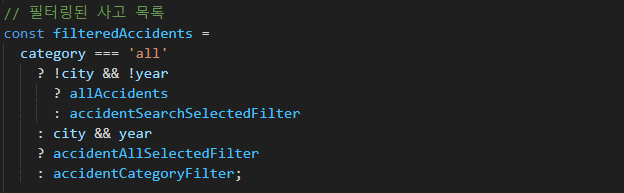 // 필터링된 사고 목록
const filteredAccidents =
  category === 'all'
    ? !city && !year
      ? allAccidents
      : accidentSearchSelectedFilter
    : city && year
    ? accidentAllSelectedFilter
    : accidentCategoryFilter;